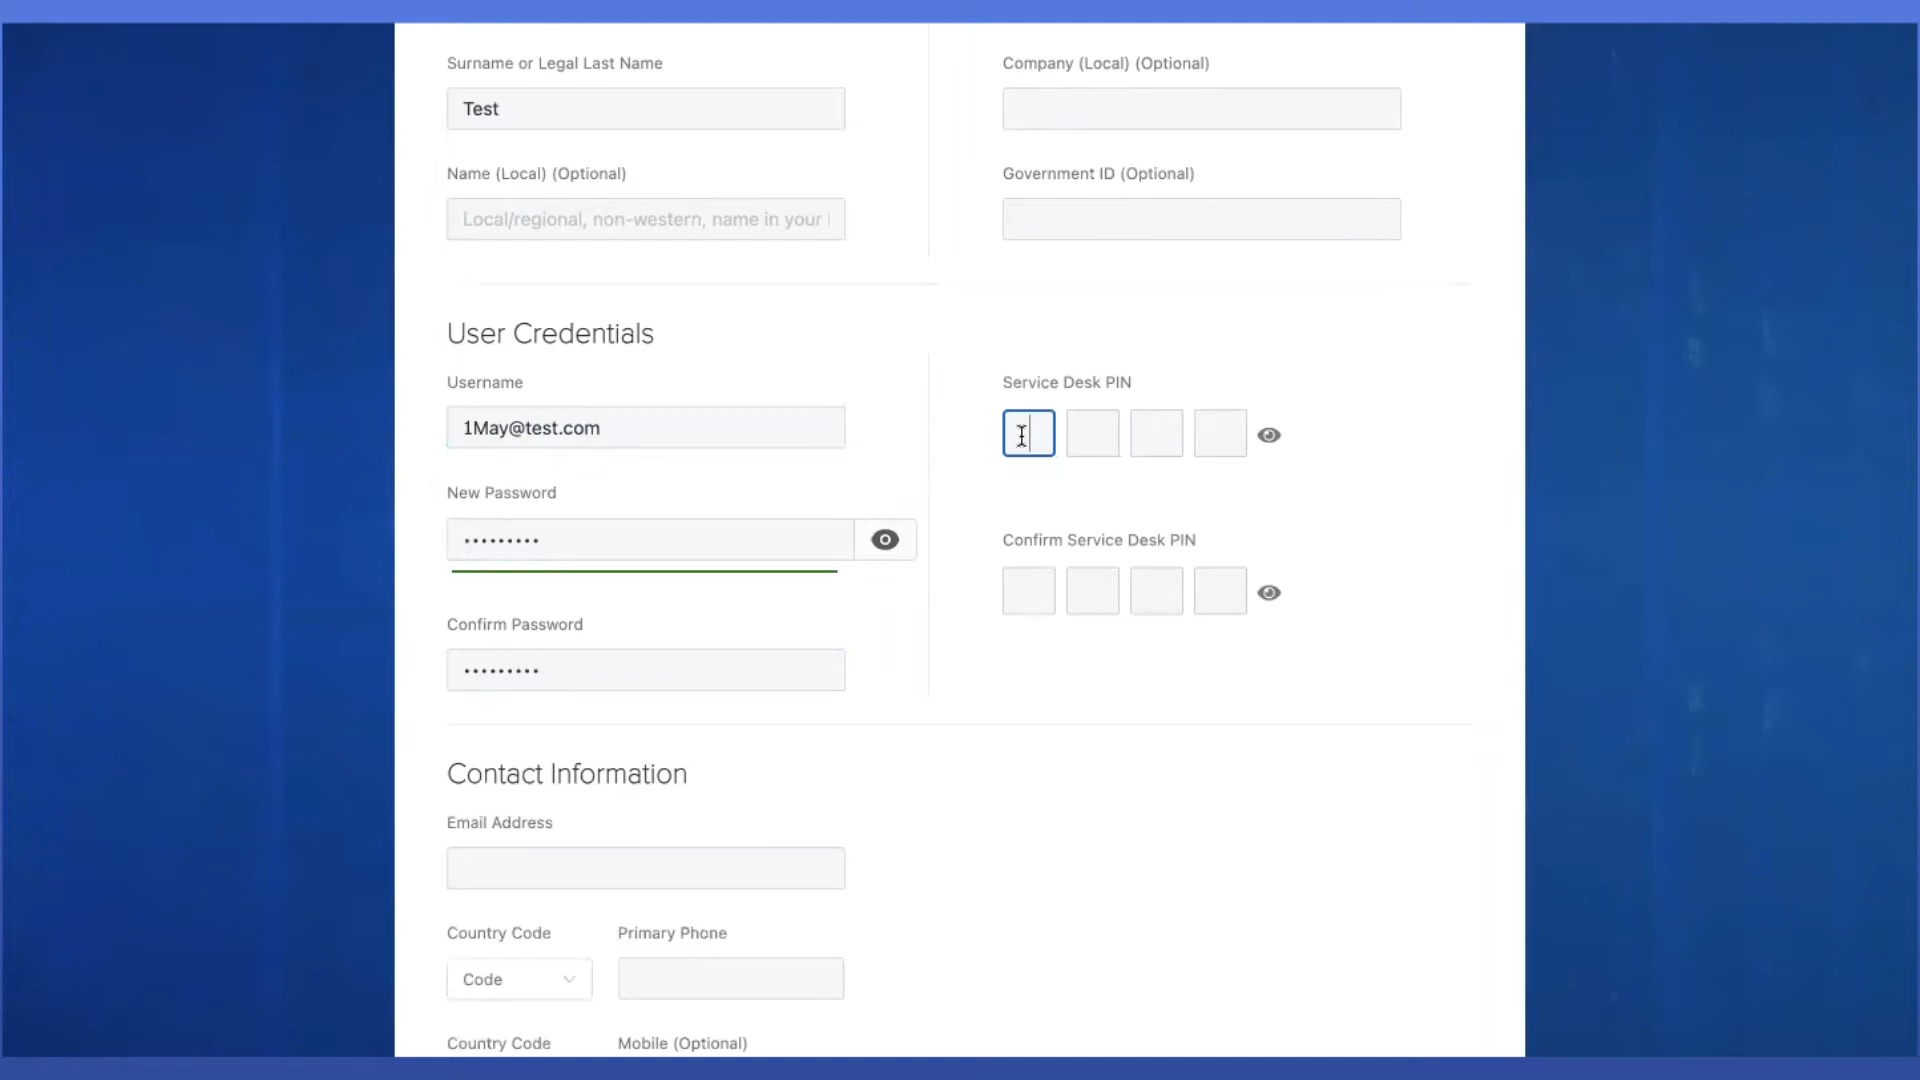 Surname or Legal Last Name
Test
Name (Local) (Optional)
Local/regional, non-western, name in your
Company (Local) (Optional)
Government ID (Optional)
User Credentials
Username
1May@test.com
New Password
•••••••••
Confirm Password
•••••••••
Service Desk PIN
Confirm Service Desk PIN
Contact Information
Email Address
Country Code
Primary Phone
Code
Country Code
Mobile (Optional)